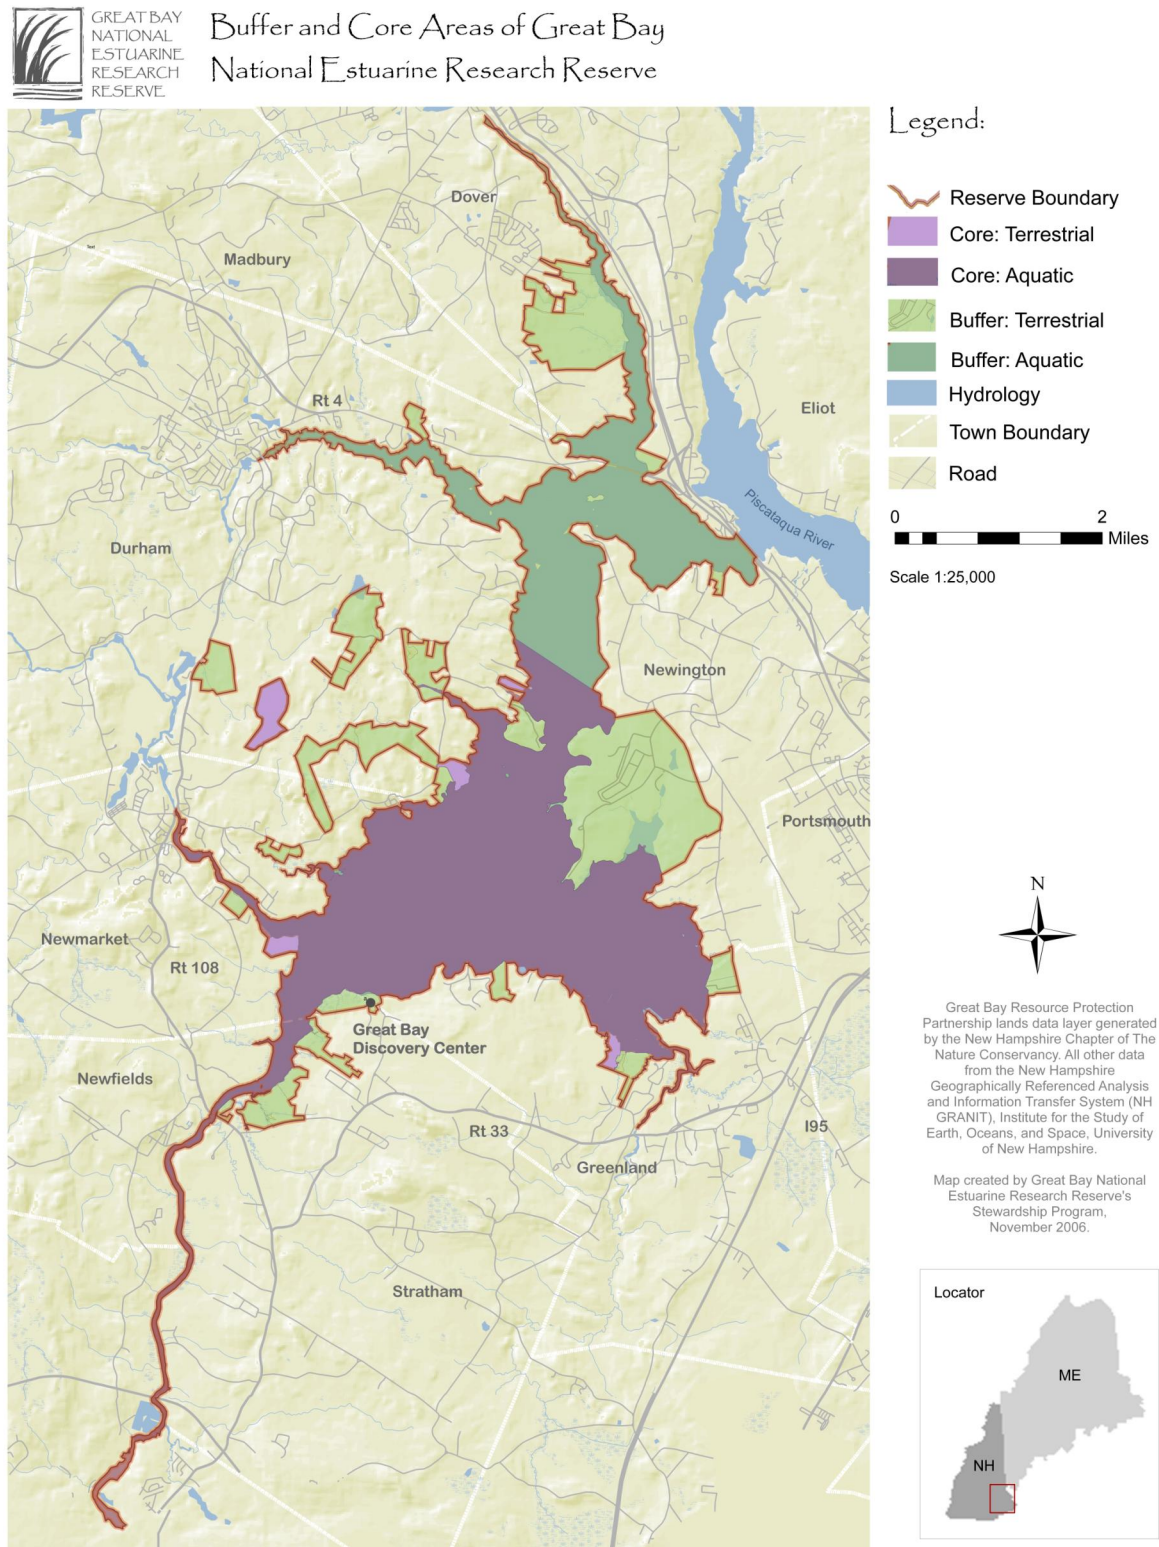 GREAT BAY
NATIONAL
ESTUARINE
RESEARCH
RESERVE
Buffer and Core Areas of Great Bay
National Estuarine Research Reserve
Legend:
Reserve Boundary
Core: Terrestrial
Core: Aquatic
Buffer: Terrestrial
Buffer: Aquatic
Hydrology
Town Boundary
Road
0 2
Miles
Scale 1:25,000
Dover
Text
Madbury
Rt 4
Eliot
Piscataqua River
Durham
Newington
Portsmouth
Newmarket
Rt 108
Great Bay
Discovery Center
Newfields
Rt 33
I95
Greenland
Stratham
N
Great Bay Resource Protection
Partnership lands data layer generated
by the New Hampshire Chapter of The
Nature Conservancy. All other data
from the New Hampshire
Geographically Referenced Analysis
and Information Transfer System (NH
GRANIT), Institute for the Study of
Earth, Oceans, and Space, University
of New Hampshire.
Map created by Great Bay National
Estuarine Research Reserve's
Stewardship Program,
November 2006.
Locator
ME
NH